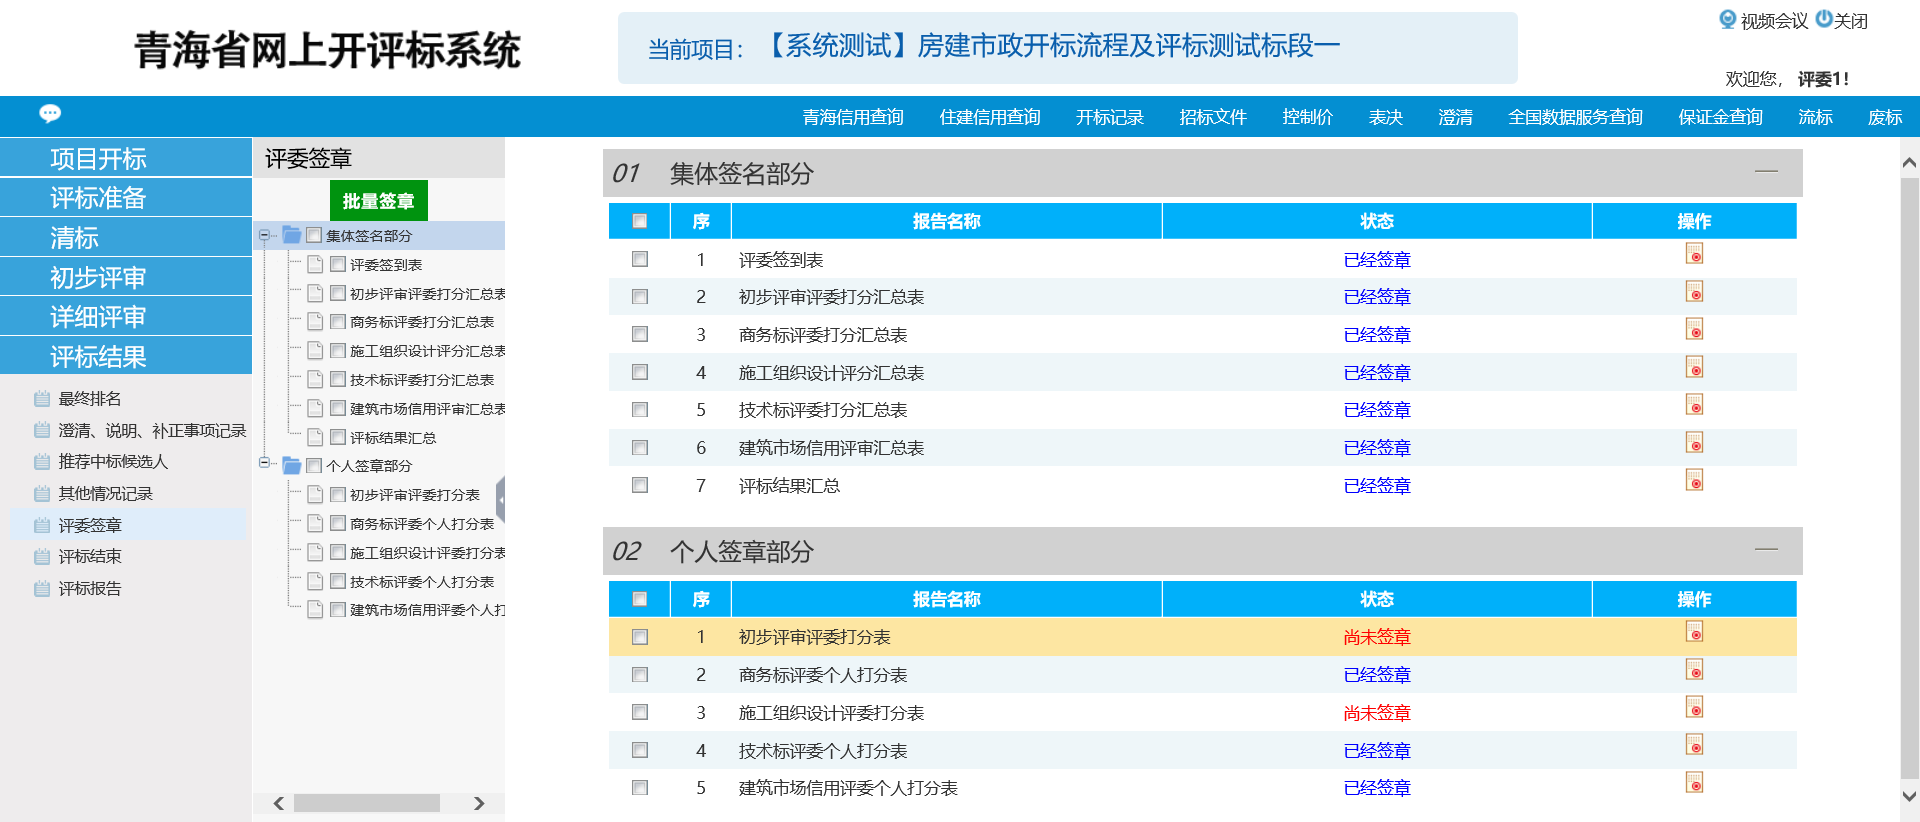 青海省网上开评标系统
当前项目：【系统测试】房建市政开标流程及评标测试标段一
视频会议 关闭
欢迎您， 评委1！
青海信用查询 住建信用查询 开标记录 招标文件 控制价 表决 澄清 全国数据服务查询 保证金查询 流标 废标
项目开标
评标准备
清标
初步评审
详细评审
评标结果
最终排名
澄清、说明、补正事项记录
推荐中标候选人
其他情况记录
评委签章
评标结束
评标报告
评委签章
批量签章
集体签名部分
评委签到表
初步评审评委打分汇总表
商务标评委打分汇总表
施工组织设计评分汇总表
技术标评委打分汇总表
建筑市场信用评审汇总表
评标结果汇总
个人签章部分
初步评审评委打分表
商务标评委个人打分表
施工组织设计评委打分表
技术标评委个人打分表
建筑市场信用评委个人打
01 集体签名部分
序 报告名称 状态 操作
1 评委签到表 已经签章
2 初步评审评委打分汇总表 已经签章
3 商务标评委打分汇总表 已经签章
4 施工组织设计评分汇总表 已经签章
5 技术标评委打分汇总表 已经签章
6 建筑市场信用评审汇总表 已经签章
7 评标结果汇总 已经签章
02 个人签章部分
序 报告名称 状态 操作
1 初步评审评委打分表 尚未签章
2 商务标评委个人打分表 已经签章
3 施工组织设计评委打分表 尚未签章
4 技术标评委个人打分表 已经签章
5 建筑市场信用评委个人打分表 已经签章